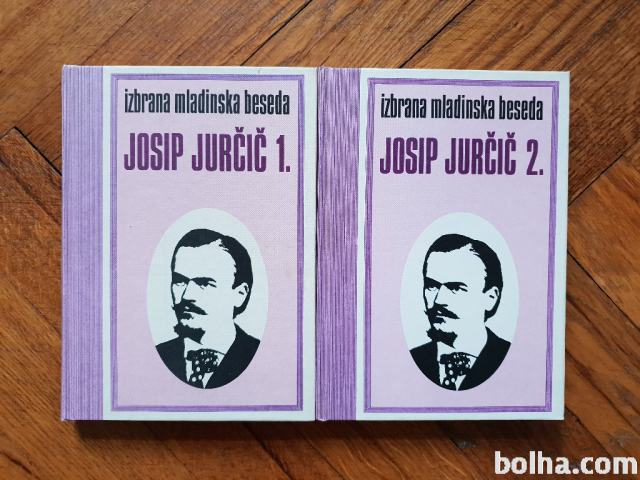 izbrana mladinska beseda
JOSIP JURČIČ 1.
izbrana mladinska beseda
JOSIP JURČIČ 2.
bolha.com